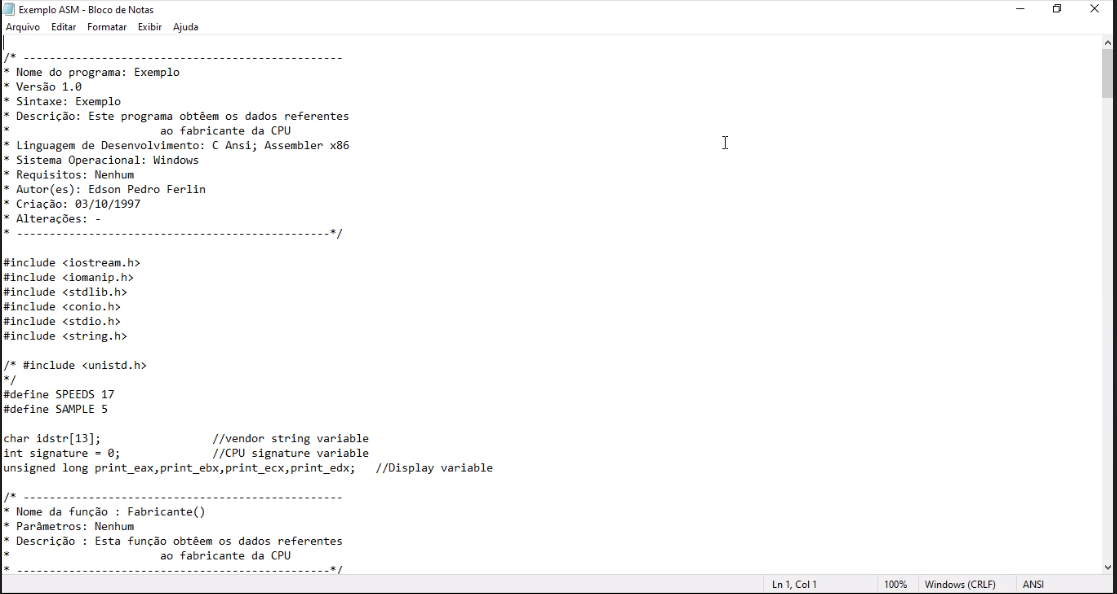 Exemplo ASM - Bloco de Notas
Arquivo Editar Formatar Exibir Ajuda
/* ------------------------------------------------
* Nome do programa: Exemplo
* Versão 1.0
* Sintaxe: Exemplo
* Descrição: Este programa obtêem os dados referentes
* ao fabricante da CPU
* Linguagem de Desenvolvimento: C Ansi; Assembler x86
* Sistema Operacional: Windows
* Requisitos: Nenhum
* Autor(es): Edson Pedro Ferlin
* Criação: 03/10/1997
* Alterações: -
* ------------------------------------------------*/
#include <iostream.h>
#include <iomanip.h>
#include <stdlib.h>
#include <conio.h>
#include <stdio.h>
#include <string.h>
/* #include <unistd.h>
*/
#define SPEEDS 17
#define SAMPLE 5
char idstr[13]; //vendor string variable
int signature = 0; //CPU signature variable
unsigned long print_eax,print_ebx,print_ecx,print_edx; //Display variable
/* ------------------------------------------------
* Nome da função : Fabricante()
* Parâmetros: Nenhum
* Descrição : Esta função obtêem os dados referentes
* ao fabricante da CPU
* ------------------------------------------------*/
Ln 1, Col 1 100% Windows (CRLF) ANSI